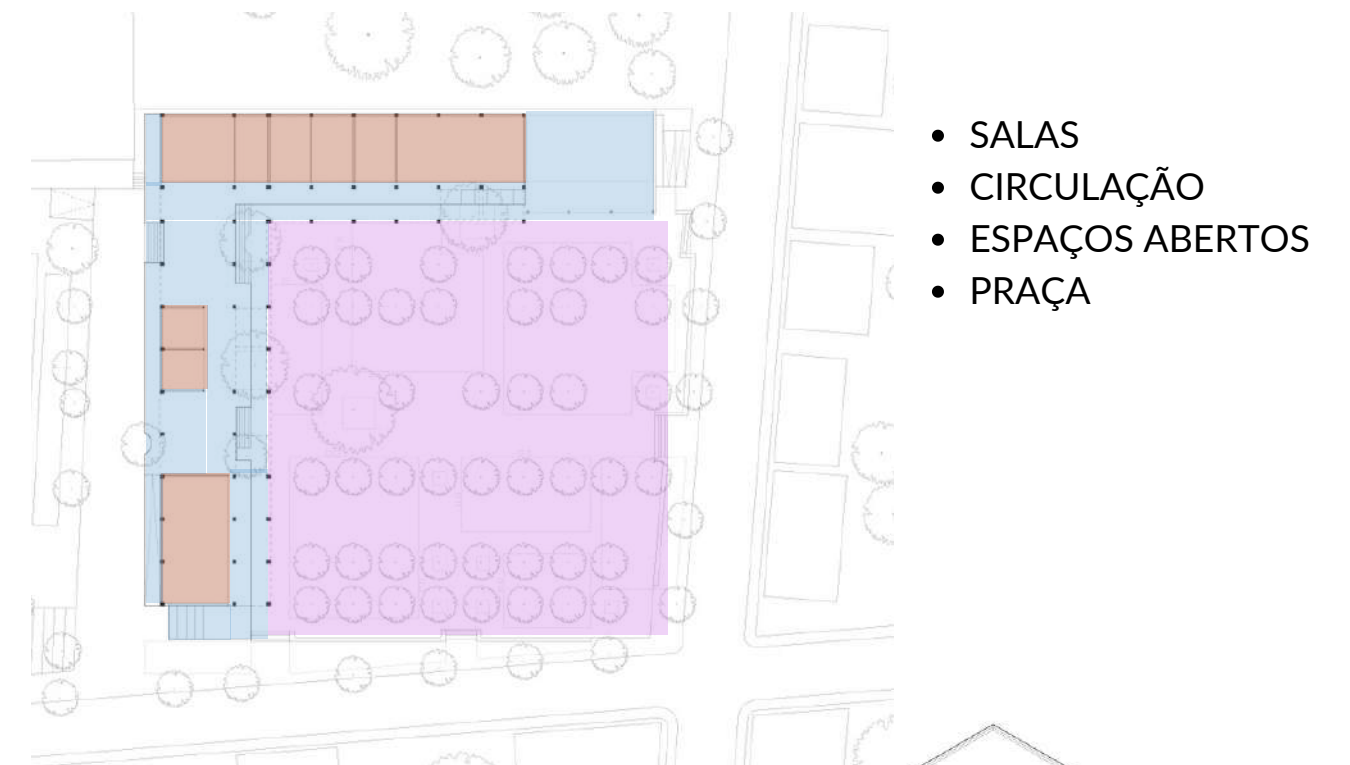 • SALAS
• CIRCULAÇÃO
• ESPAÇOS ABERTOS
• PRAÇA